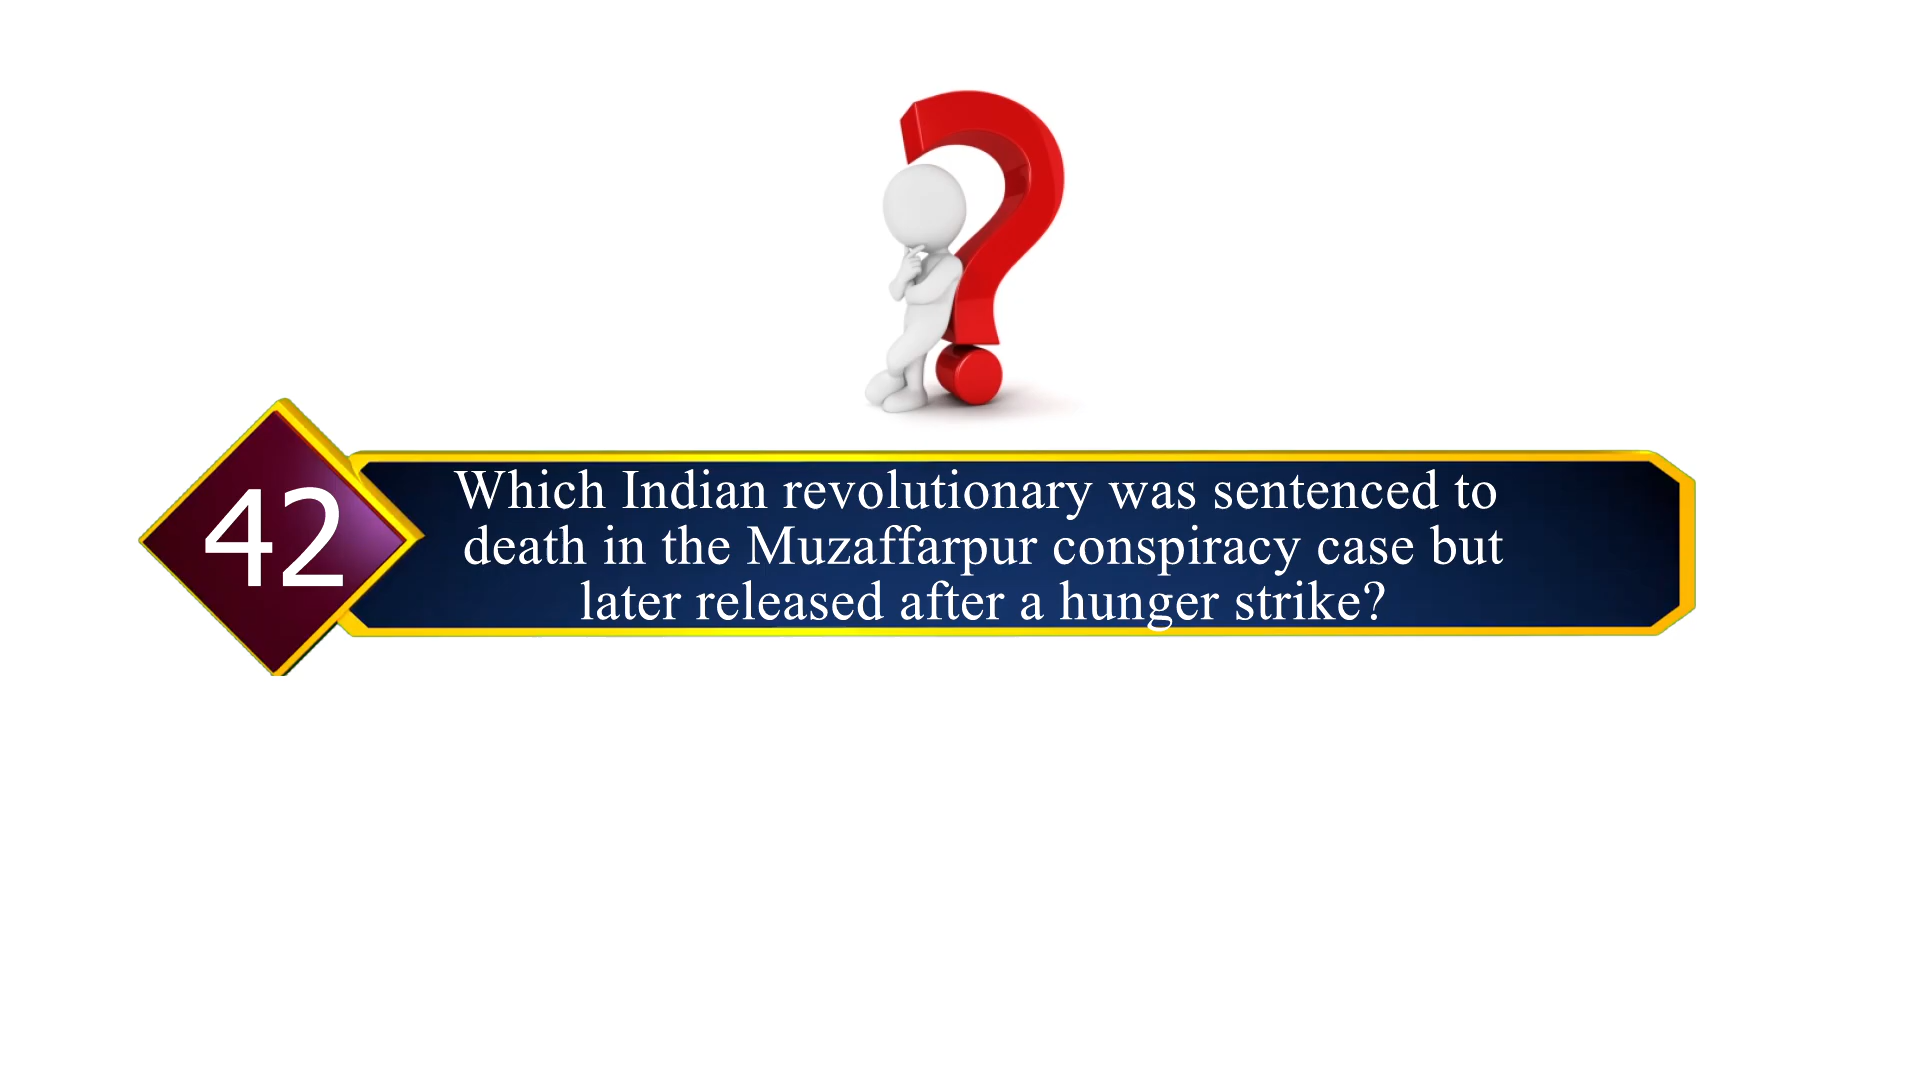 42
Which Indian revolutionary was sentenced to
death in the Muzaffarpur conspiracy case but
later released after a hunger strike?